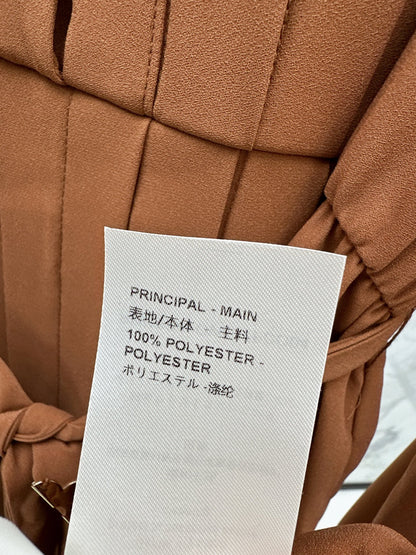 PRINCIPAL - MAIN
表地/本体 - 主料
100% POLYESTER -
POLYESTER
ポリエステル -涤纶